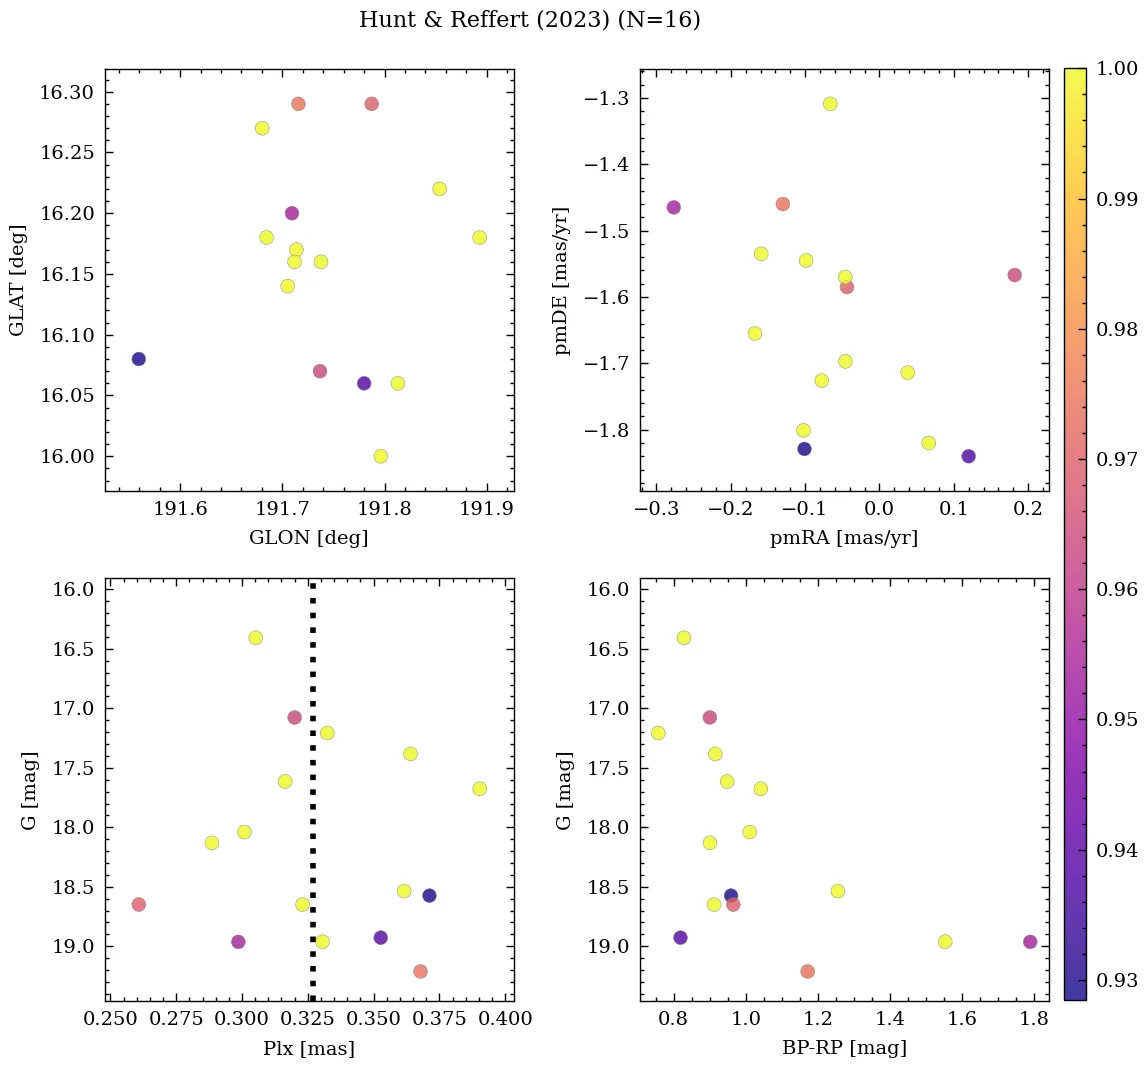 Hunt & Reffert (2023) (N=16)
16.30
16.25
16.20
16.15
16.10
16.05
16.00
GLAT [deg]
191.6 191.7 191.8 191.9
GLON [deg]
−1.3
−1.4
−1.5
−1.6
−1.7
−1.8
pmDE [mas/yr]
−0.3 −0.2 −0.1 0.0 0.1 0.2
pmRA [mas/yr]
16.0
16.5
17.0
17.5
18.0
18.5
19.0
G [mag]
0.250 0.275 0.300 0.325 0.350 0.375 0.400
Plx [mas]
16.0
16.5
17.0
17.5
18.0
18.5
19.0
G [mag]
0.8 1.0 1.2 1.4 1.6 1.8
BP-RP [mag]
1.00
0.99
0.98
0.97
0.96
0.95
0.94
0.93